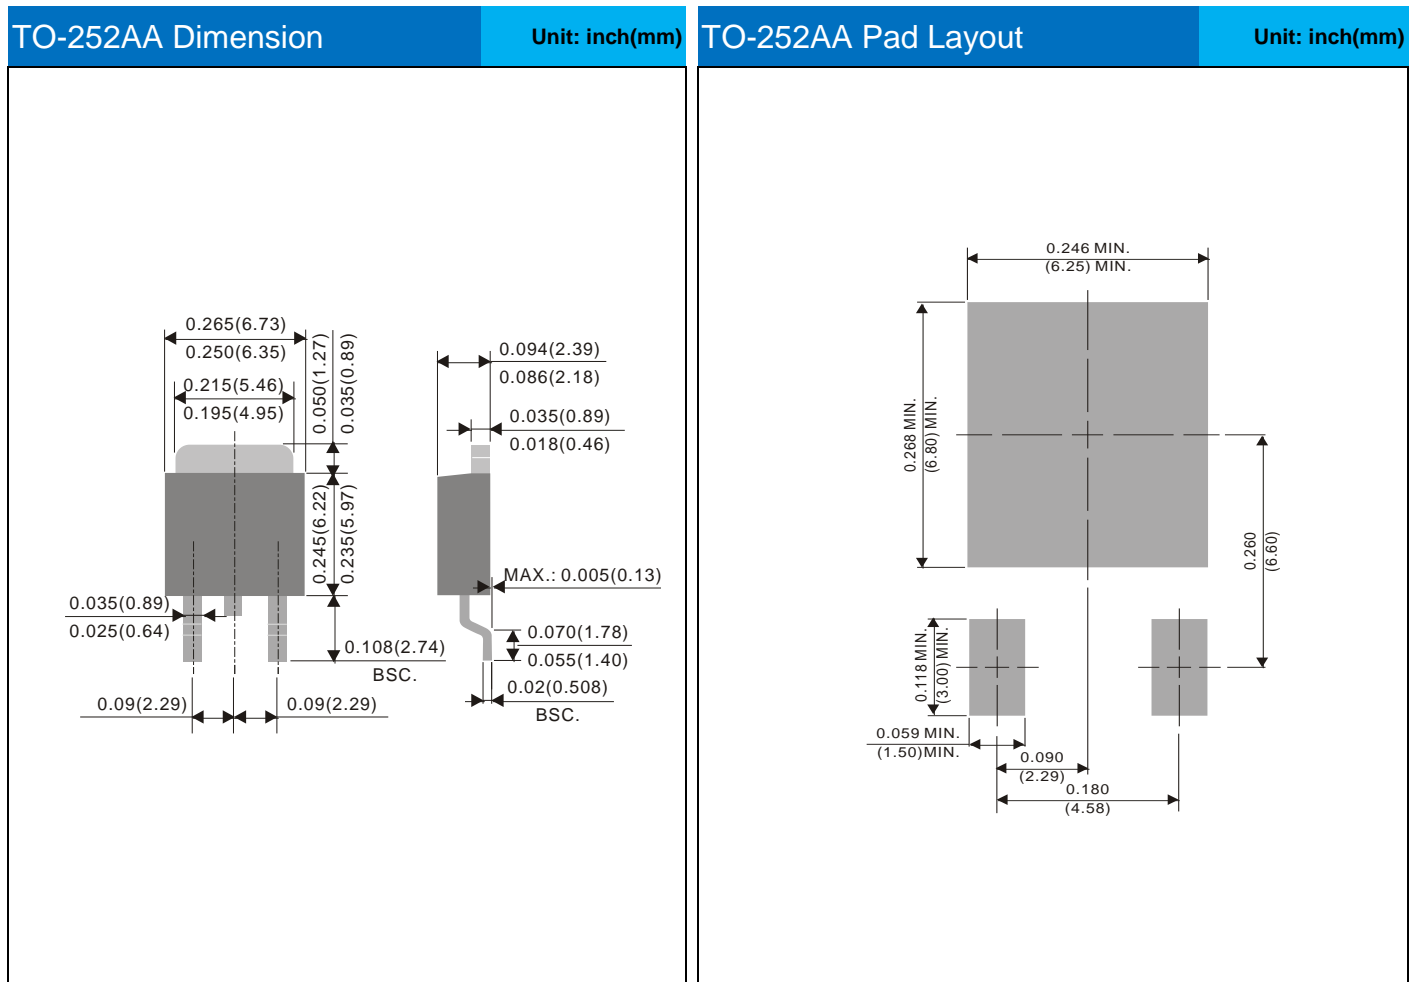 TO-252AA Dimension
Unit: inch(mm)
0.265(6.73)
0.250(6.35)
0.215(5.46)
0.195(4.95)
0.050(1.27)
0.035(0.89)
0.245(6.22)
0.235(5.97)
0.035(0.89)
0.025(0.64)
0.108(2.74)
BSC.
0.09(2.29)
0.09(2.29)
0.094(2.39)
0.086(2.18)
0.035(0.89)
0.018(0.46)
MAX.: 0.005(0.13)
0.070(1.78)
0.055(1.40)
0.02(0.508)
BSC.
TO-252AA Pad Layout
Unit: inch(mm)
0.246 MIN.
(6.25) MIN.
0.268 MIN.
(6.80) MIN.
0.260
(6.60)
0.118 MIN.
(3.00) MIN.
0.059 MIN.
(1.50)MIN.
0.090
(2.29)
0.180
(4.58)